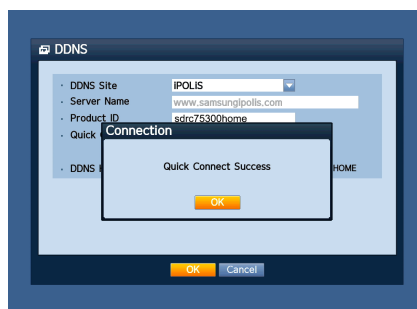 DDNS
DDNS Site
IPOLIS
Server Name
www.samsungipolis.com
Product ID
sdrc75300home
Quick
Connection
Quick Connect Success
DDNS
HOME
OK
OK
Cancel